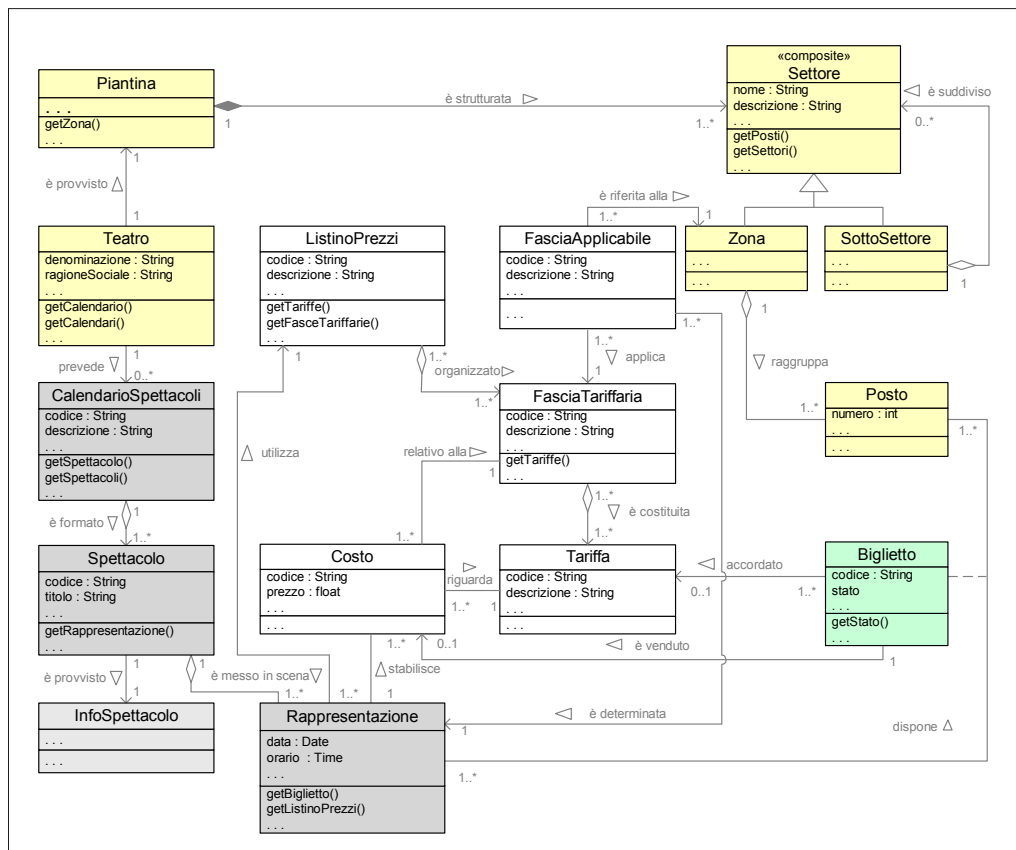 Piantina
. . .
getZona()
. . .
è strutturata
1
1..*
«composite»
Settore
nome : String
descrizione : String
. . .
getPosti()
getSettori()
. . .
è suddiviso
0..*
1
è provvisto
1
1
Teatro
denominazione : String
ragioneSociale : String
. . .
getCalendario()
getCalendari()
. . .
ListinoPrezzi
codice : String
descrizione : String
. . .
getTariffe()
getFasceTariffarie()
. . .
FasciaApplicabile
codice : String
descrizione : String
. . .
. . .
è riferita alla
1..*
1
Zona
. . .
. . .
SottoSettore
. . .
. . .
prevede
1
0..*
1
1..*
organizzato
1..*
1..*
applica
1
1..*
1
raggruppa
1..*
CalendarioSpettacoli
codice : String
descrizione : String
. . .
getSpettacolo()
getSpettacoli()
. . .
utilizza
FasciaTariffaria
codice : String
descrizione : String
. . .
getTariffe()
. . .
Posto
numero : int
. . .
. . .
1..*
relativo alla
1
1..*
è formato
1
1..*
1..*
è costituita
1..*
Spettacolo
codice : String
titolo : String
. . .
getRappresentazione()
. . .
Costo
codice : String
prezzo : float
. . .
. . .
riguarda
1..*
1
Tariffa
codice : String
descrizione : String
. . .
. . .
accordato
0..1
1..*
Biglietto
codice : String
stato
. . .
getStato()
. . .
è venduto
0..1
1
1..*
stabilisce
1
è provvisto
1
1
1
è messo in scena
1..*
1..*
InfoSpettacolo
. . .
. . .
Rappresentazione
data : Date
orario : Time
. . .
getBiglietto()
getListinoPrezzi()
. . .
è determinata
1
dispone
1..*